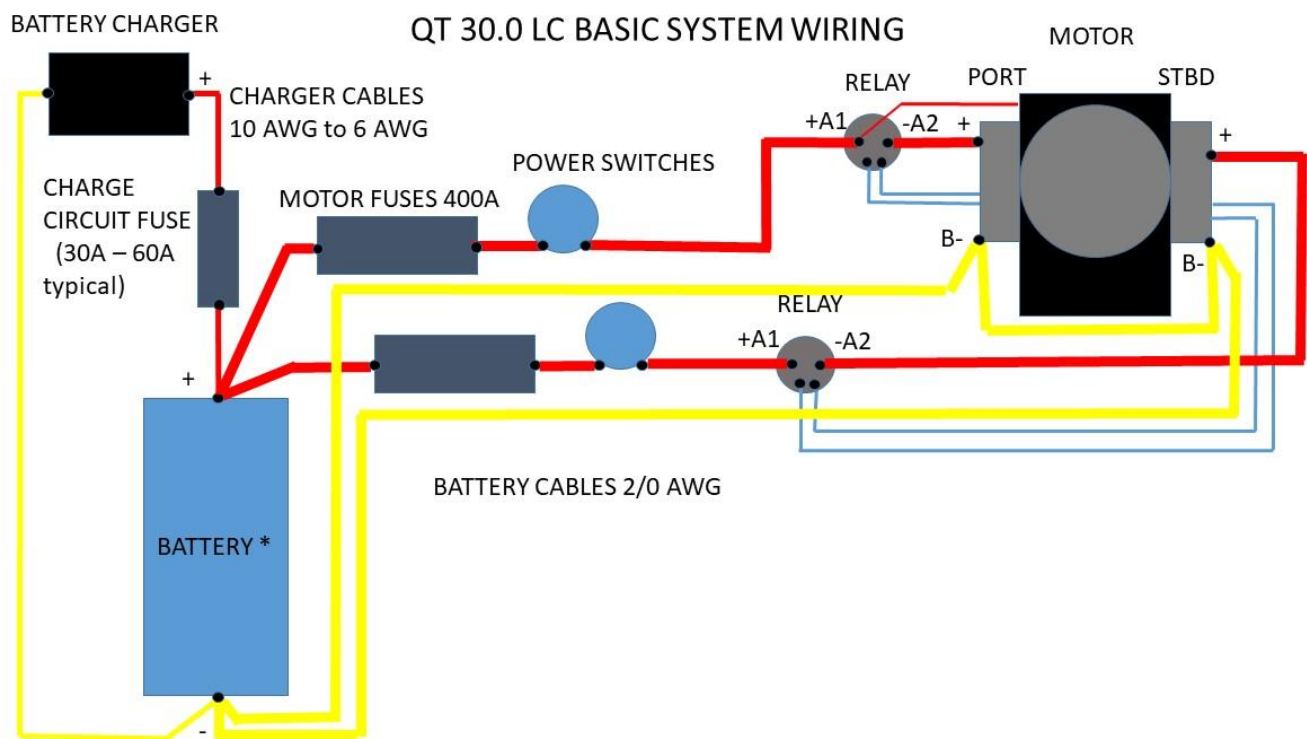 QT 30.0 LC BASIC SYSTEM WIRING
BATTERY CHARGER
+
CHARGER CABLES
10 AWG to 6 AWG
CHARGE
CIRCUIT FUSE
(30A – 60A
typical)
MOTOR FUSES 400A
POWER SWITCHES
RELAY
+A1
-A2
MOTOR
PORT
STBD
+
+
B-
B-
RELAY
+A1
-A2
+
BATTERY *
-
BATTERY CABLES 2/0 AWG